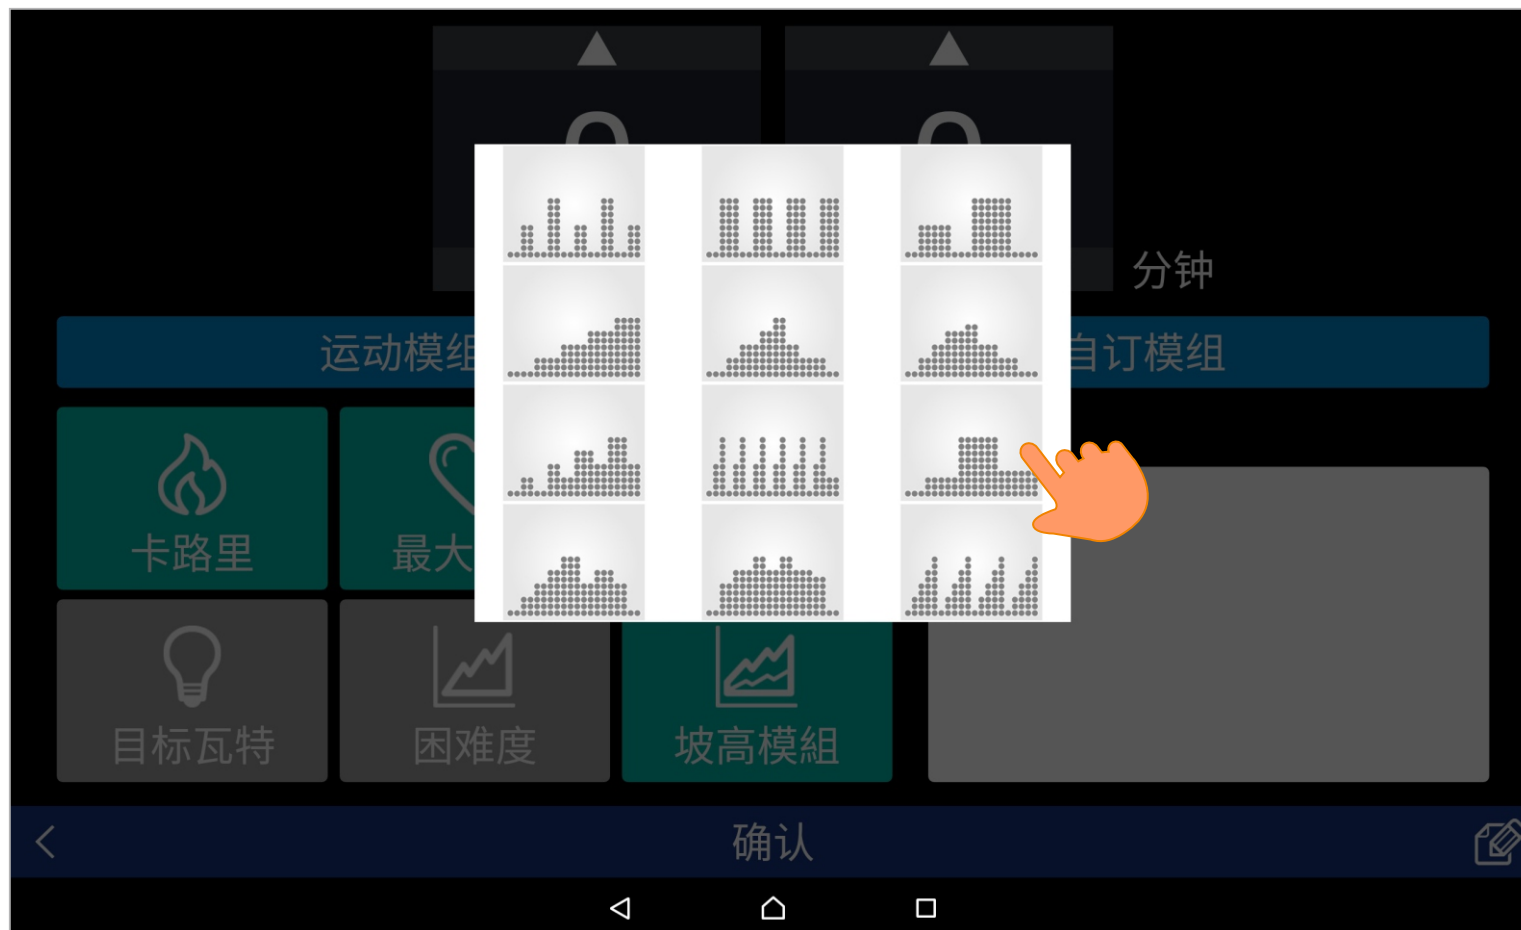 分钟
运动模组
自订模组
卡路里
最大
目标瓦特
困难度
坡高模組
确认